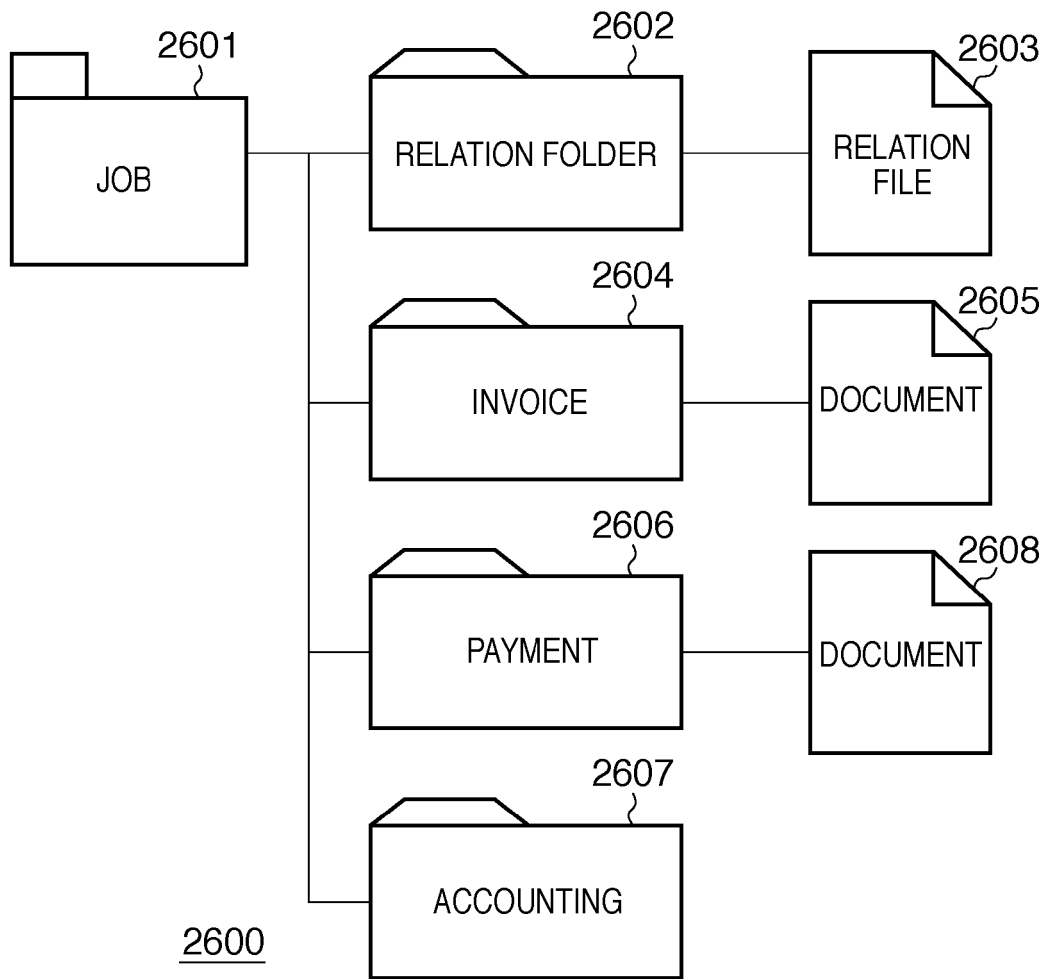 2601
2602
2603
JOB
RELATION FOLDER
RELATION
FILE
2604
2605
INVOICE
DOCUMENT
2606
2608
PAYMENT
DOCUMENT
2607
ACCOUNTING
2600